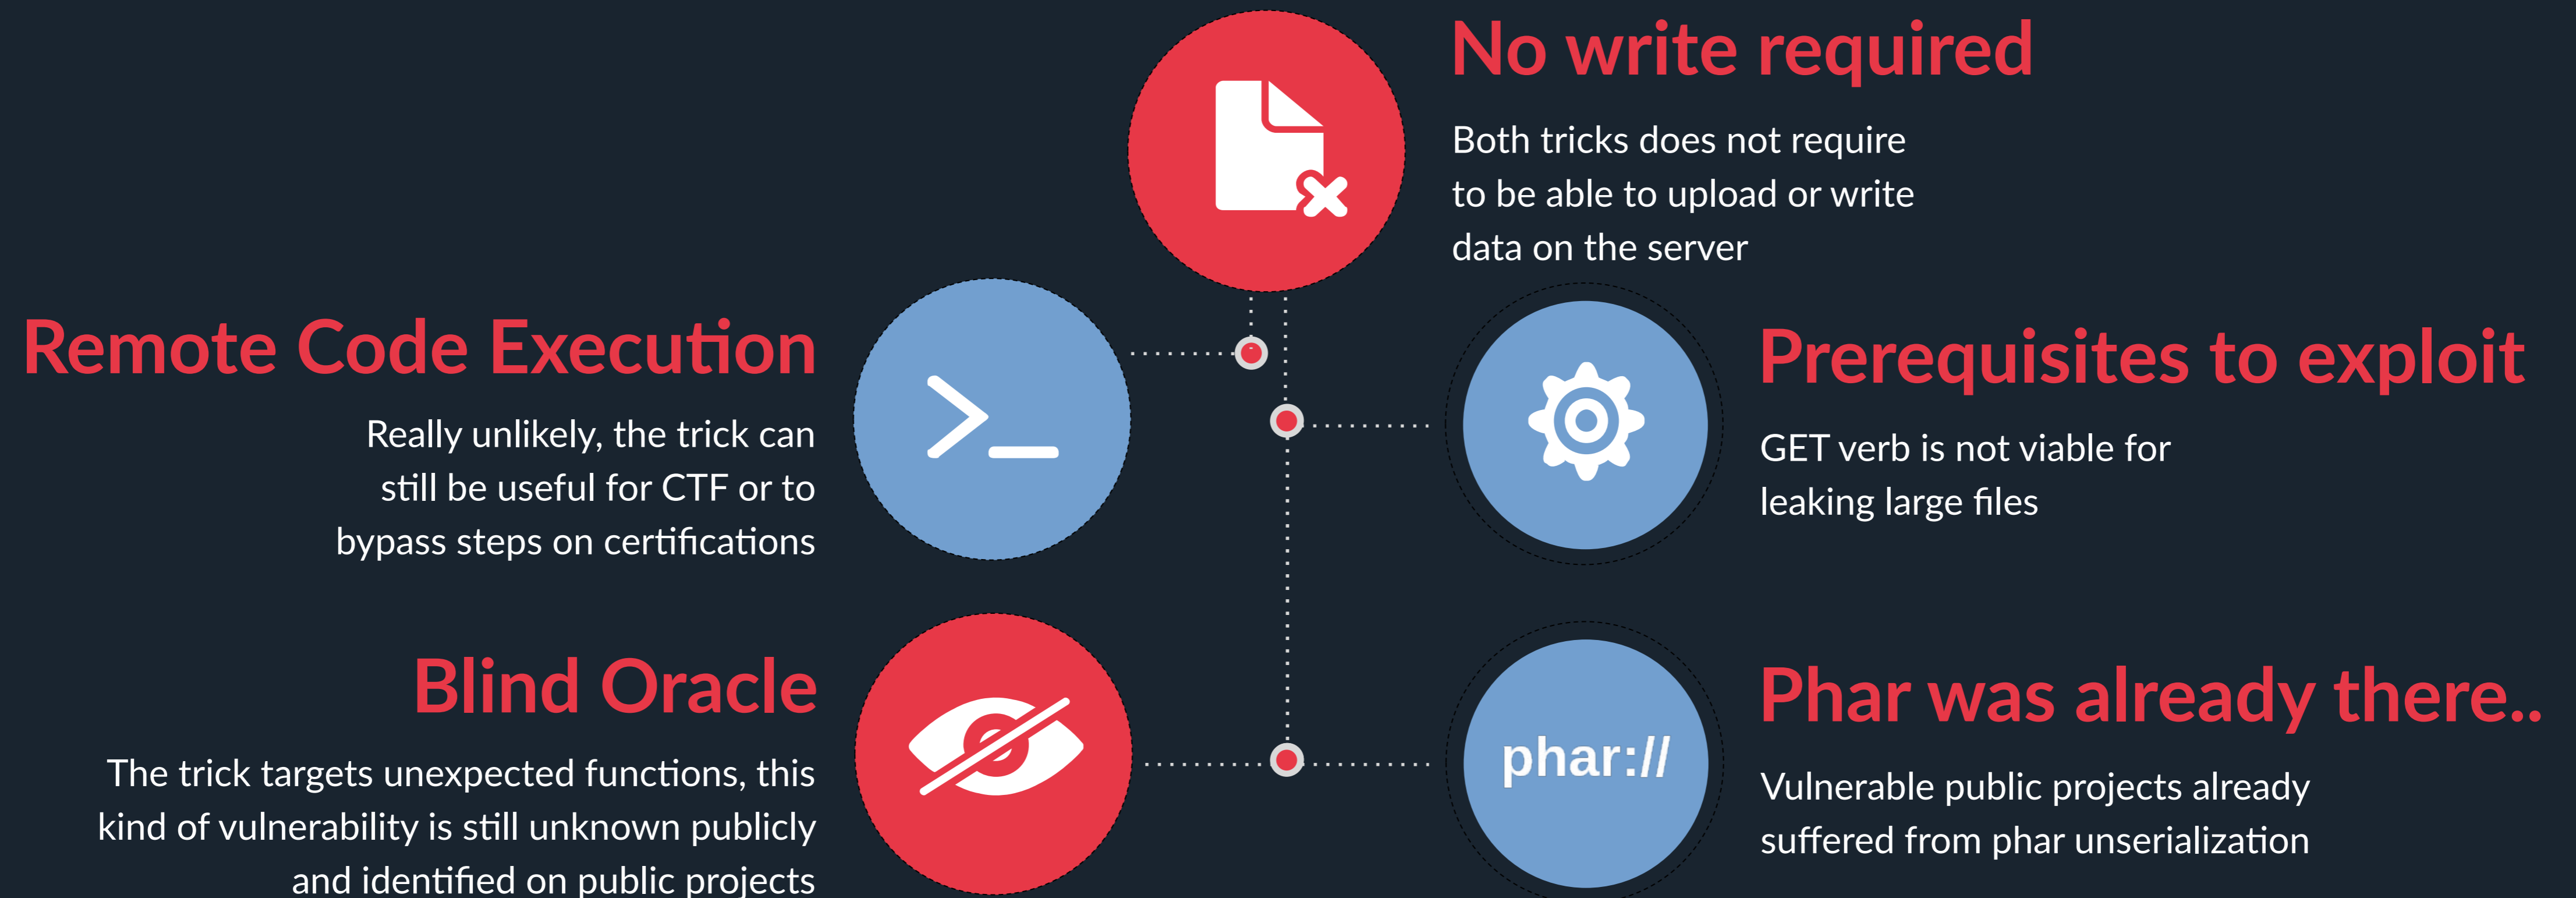 No write required
Both tricks does not require
to be able to upload or write
data on the server
Remote Code Execution
Really unlikely, the trick can
still be useful for CTF or to
bypass steps on certifications
Prerequisites to exploit
GET verb is not viable for
leaking large files
Blind Oracle
The trick targets unexpected functions, this
kind of vulnerability is still unknown publicly
and identified on public projects
phar://
Phar was already there..
Vulnerable public projects already
suffered from phar unserialization